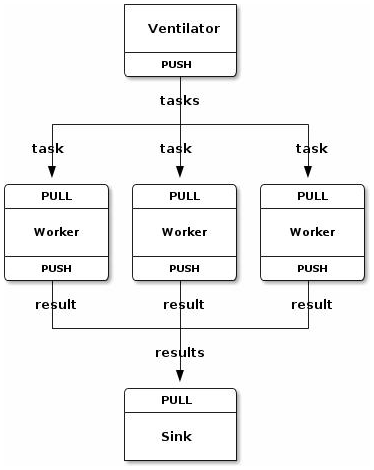 Ventilator
PUSH
tasks
task task task
PULL PULL PULL
Worker Worker Worker
PUSH PUSH PUSH
result result result
results
PULL
Sink